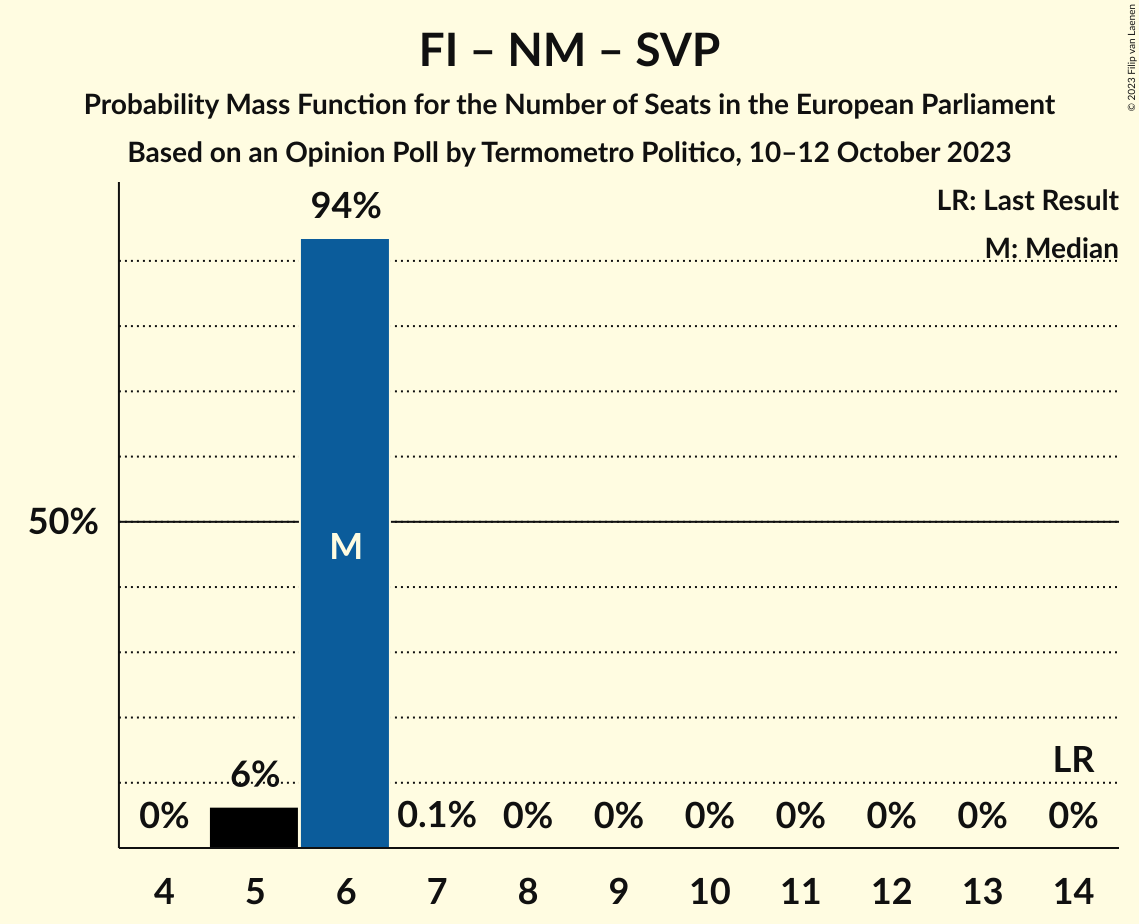 FI – NM – SVP
Probability Mass Function for the Number of Seats in the European Parliament
Based on an Opinion Poll by Termometro Politico, 10–12 October 2023
© 2023 Filip van Laenen
LR: Last Result
M: Median
94%
50%
M
6%
LR
0%
0.1%
0%
0%
0%
0%
0%
0%
0%
4
5
6
7
8
9
10
11
12
13
14